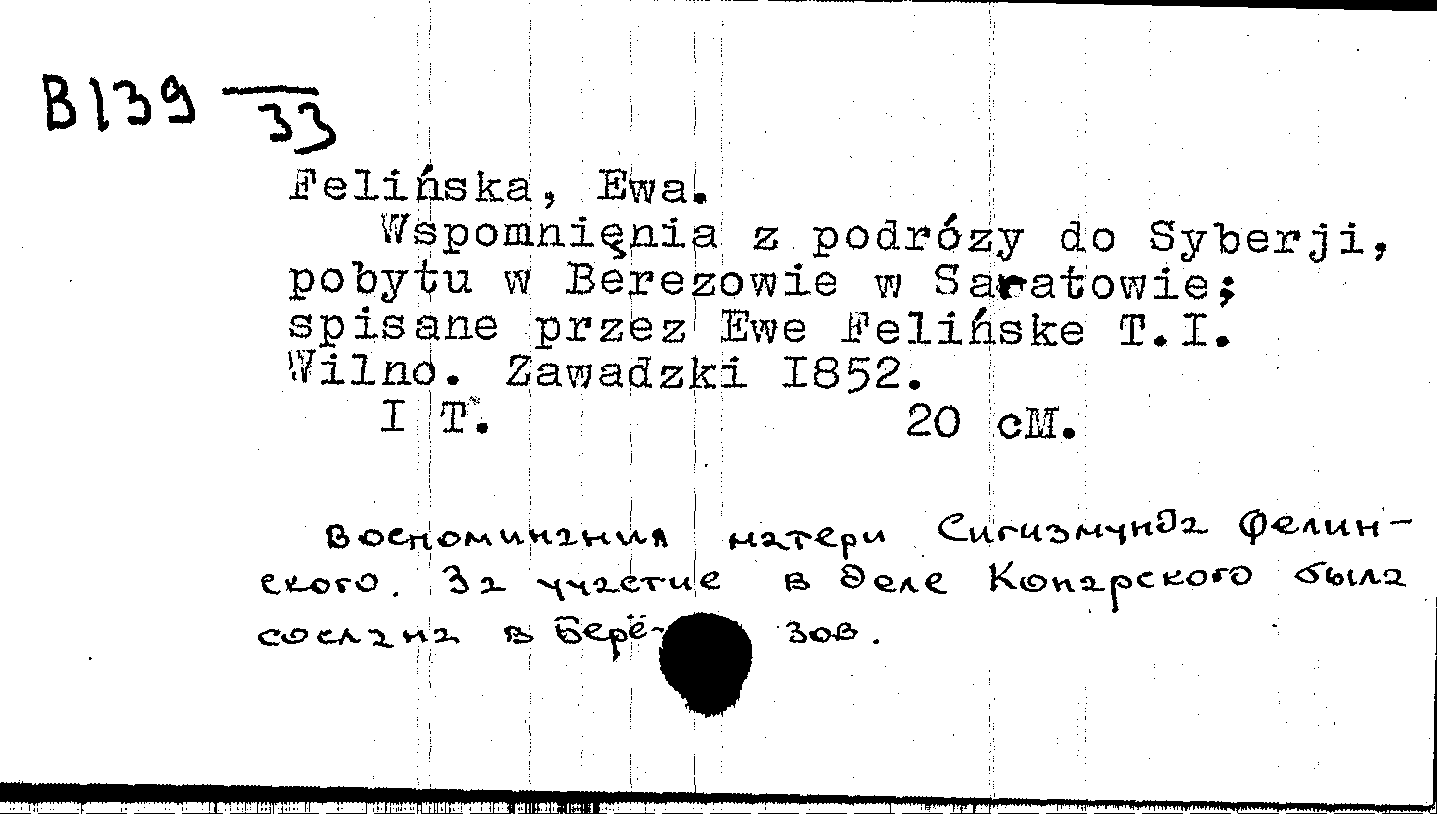 В139 —
33
Felińska, Ewa.
Wspomnięnia z podrózy do Syberji,
pobytu w Berezowie w Saratowie;
spisane przez Ewe Felińske T.I.
Wilno. Zawadzki I852.
I T. 20 cM.
Воспоминания матери Сигизмунда Фелин-
ского. За участие в деле Конарского была
сослана в Берё- зов.